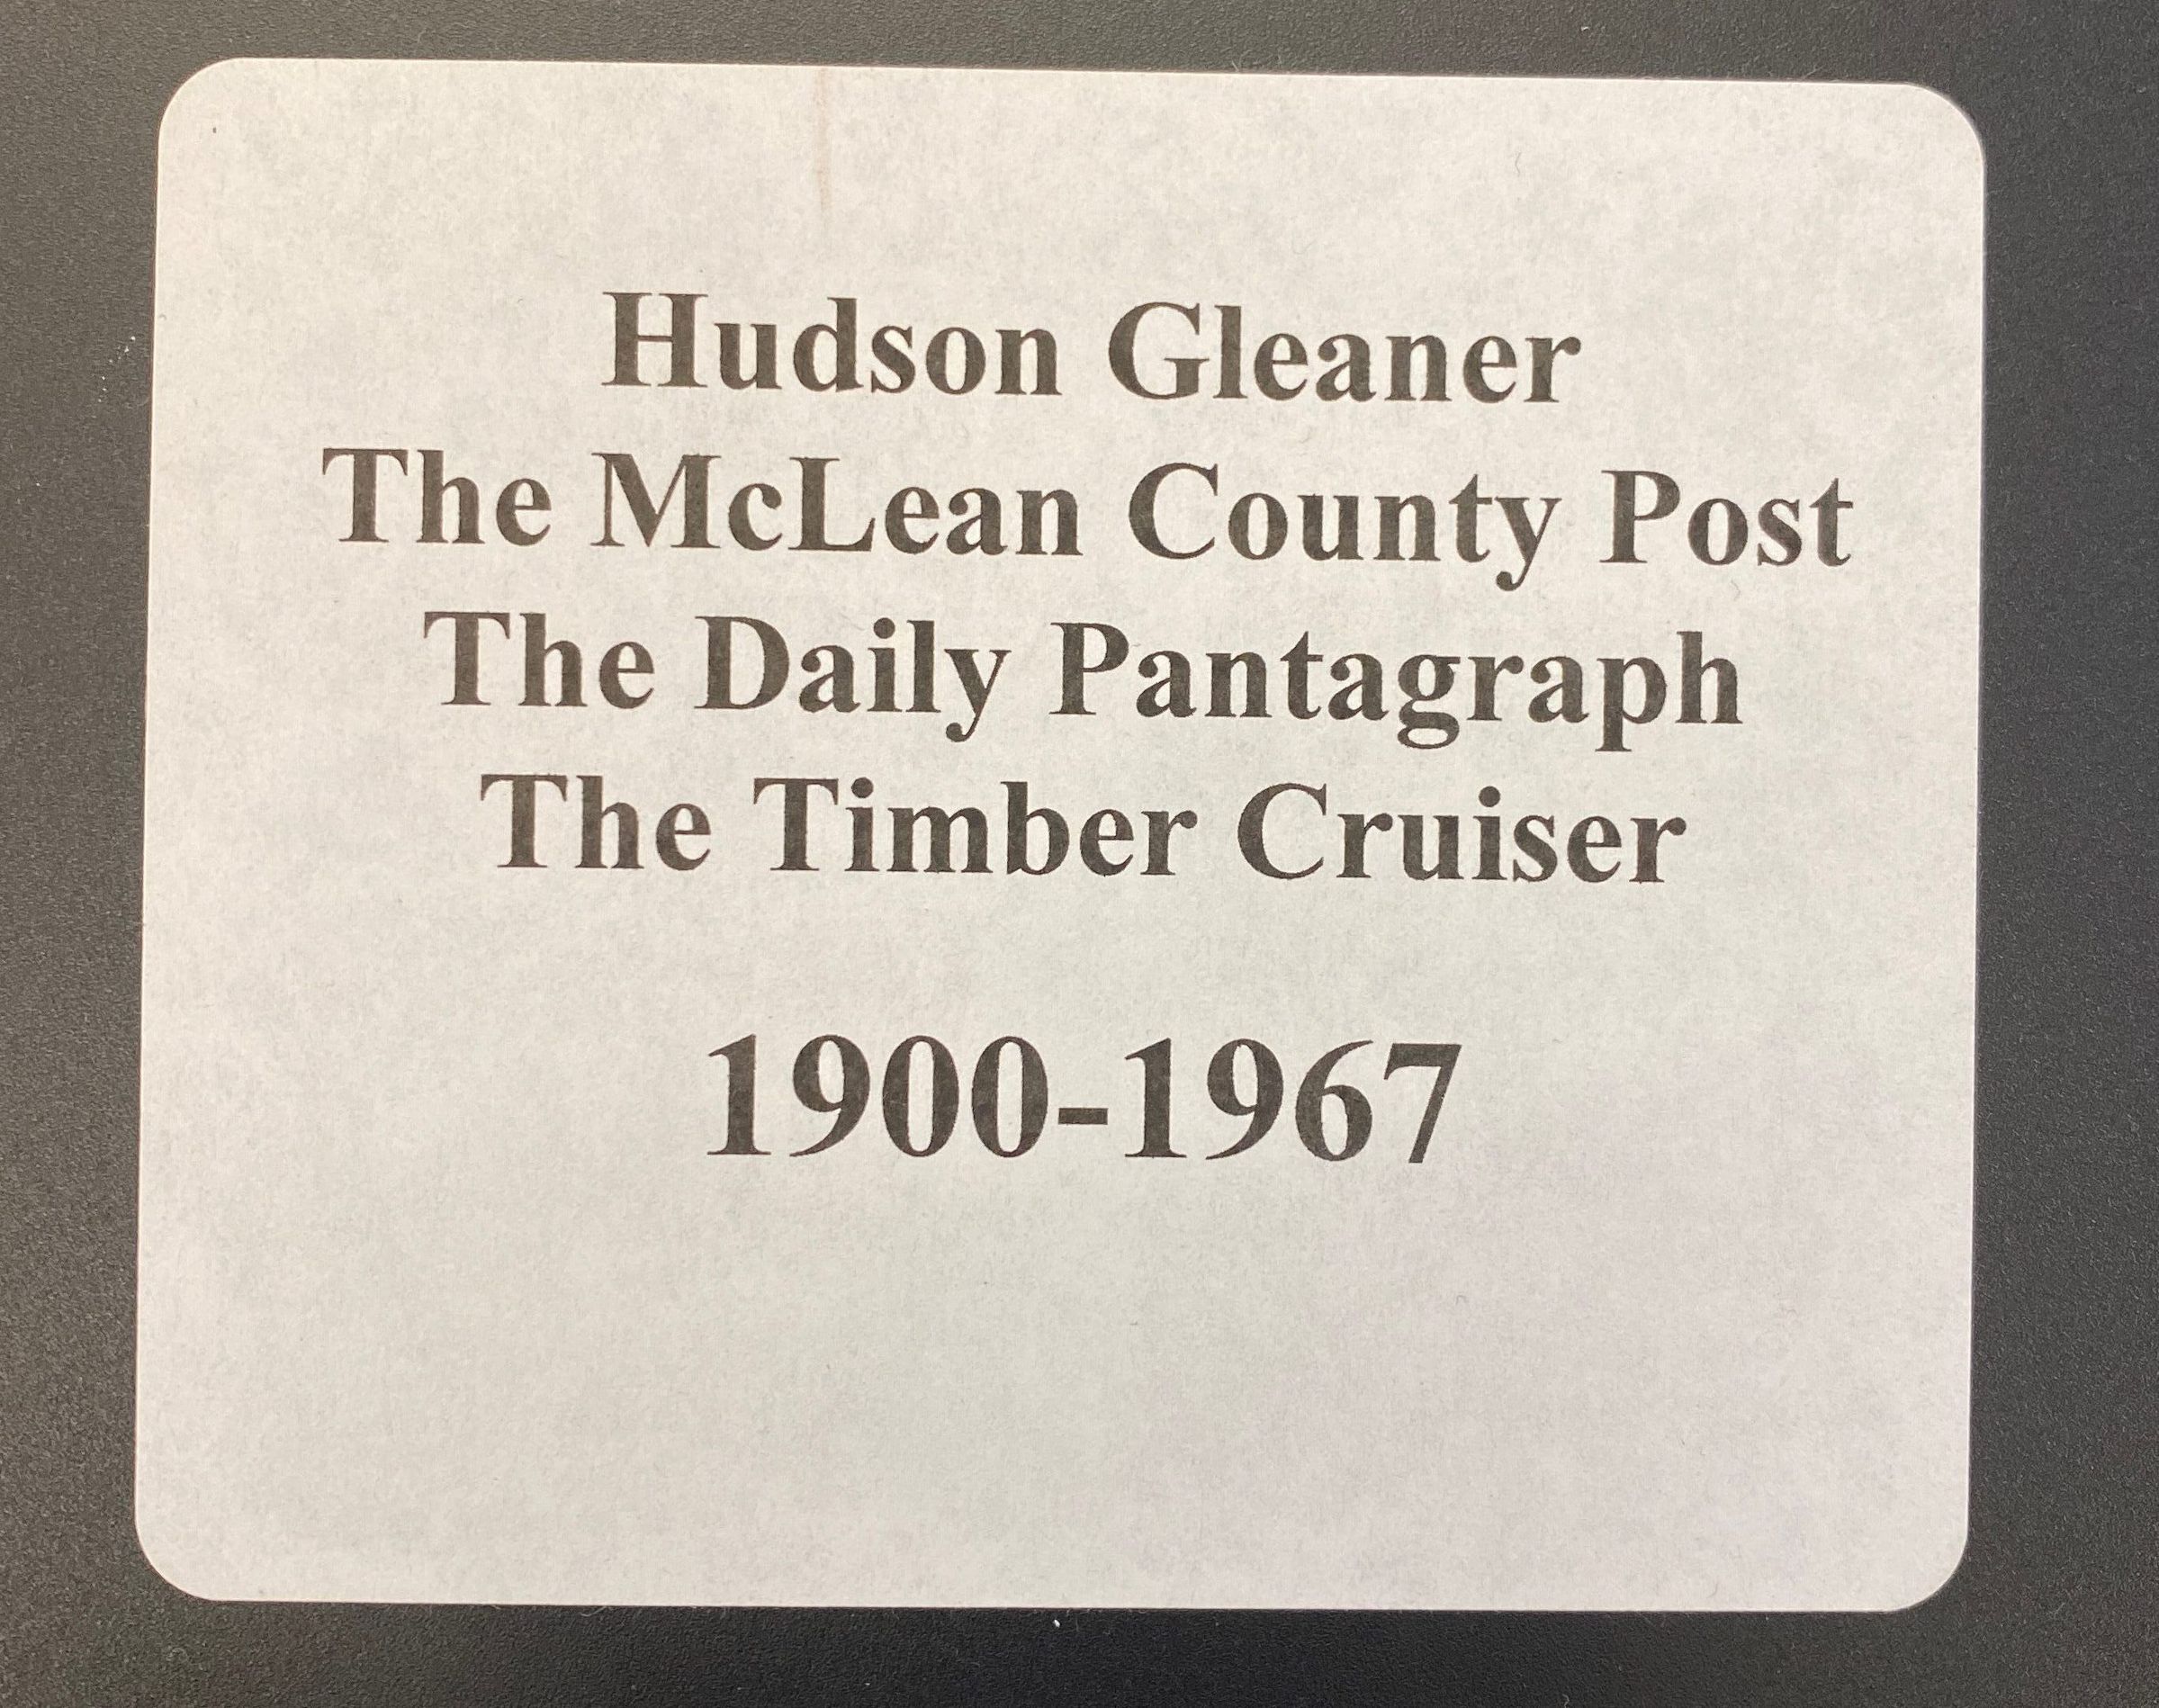 Hudson Gleaner
The McLean County Post
The Daily Pantagraph
The Timber Cruiser
1900-1967